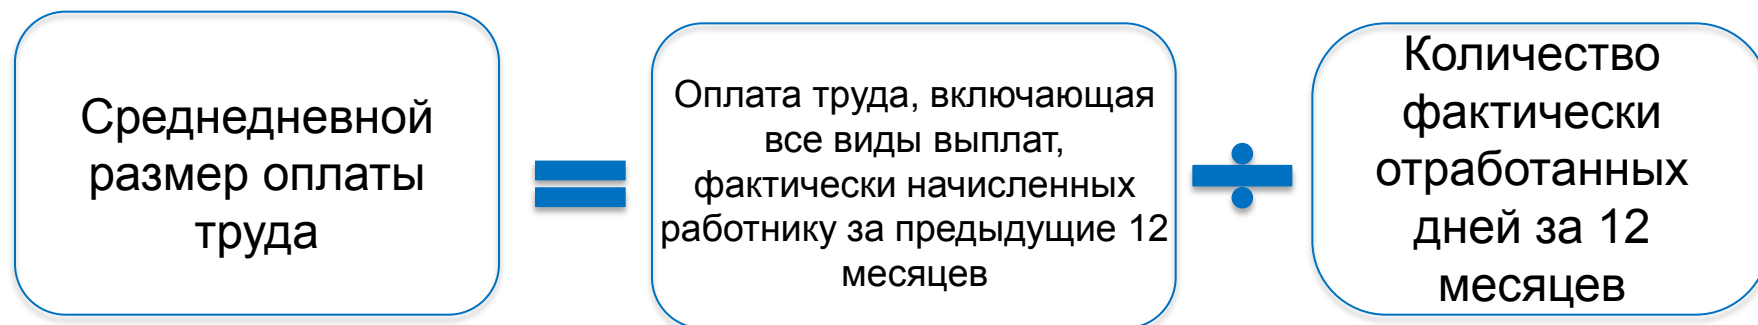 Среднедневной
размер оплаты
труда
Оплата труда, включающая
все виды выплат,
фактически начисленных
работнику за предыдущие 12
месяцев
Количество
фактически
отработанных
дней за 12
месяцев